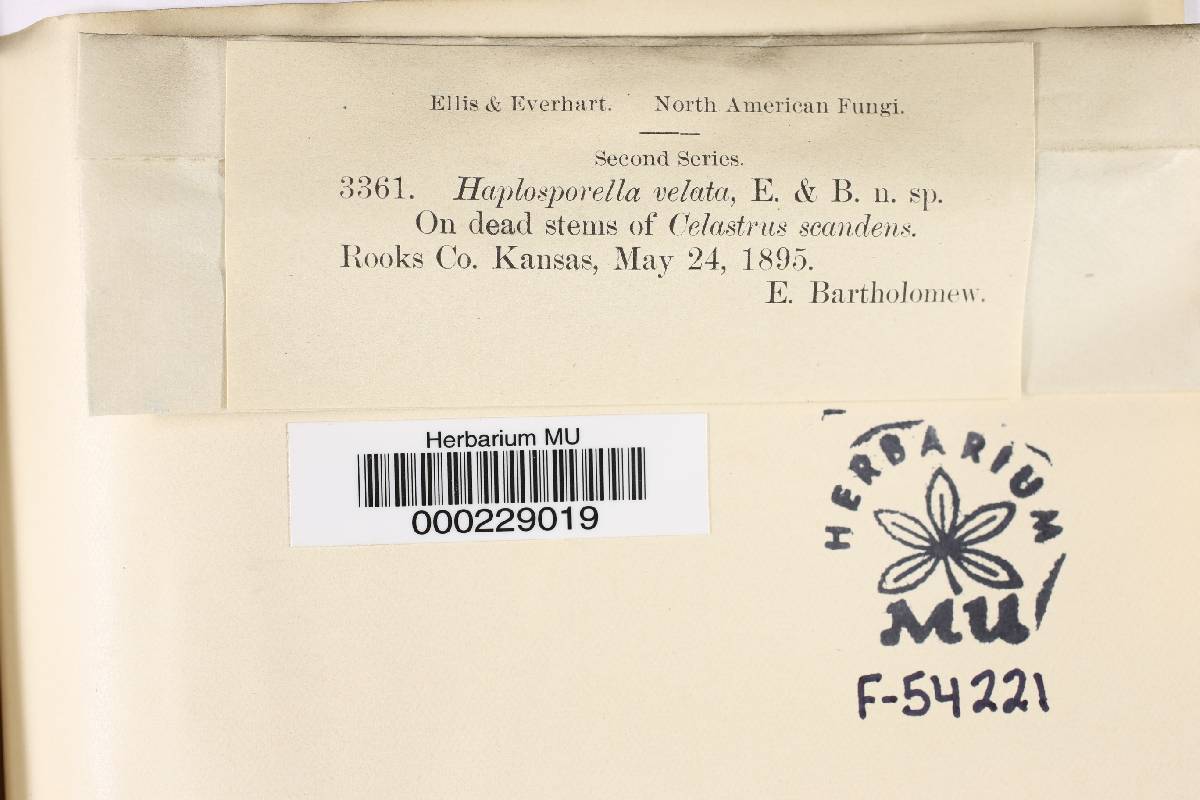 Ellis & Everhart. North American Fungi.
Second Series.
3361. Haplosporella velata, E. & B. n. sp.
On dead stems of Celastrus scandens.
Rooks Co. Kansas, May 24, 1895.
E. Bartholomew.
Herbarium MU
000229019
HERBARIUM
MU
F-54221